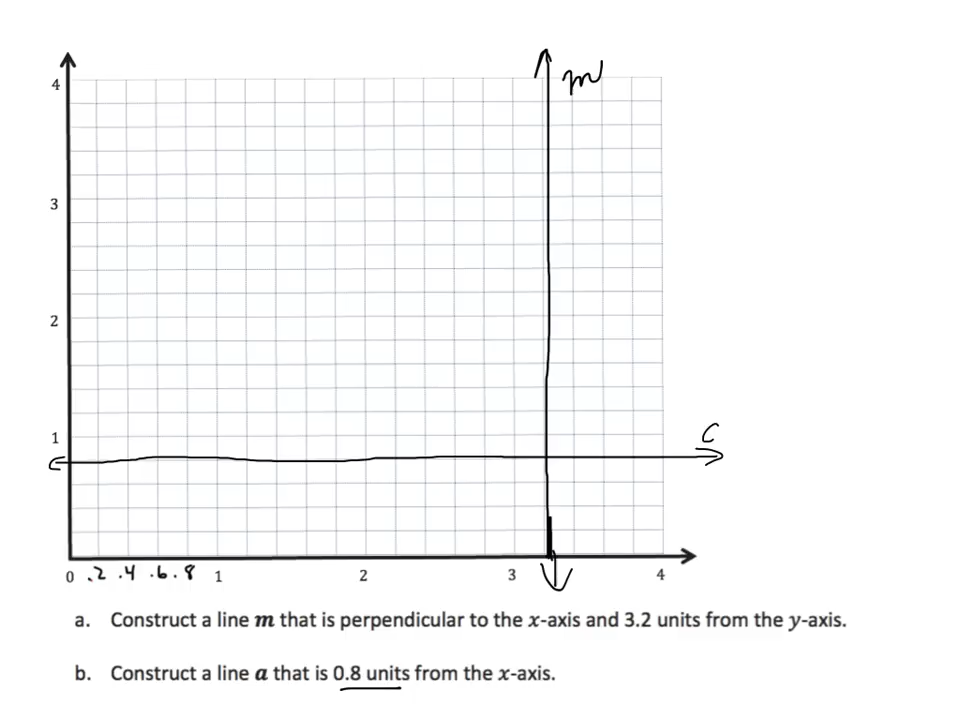 4
m
3
2
1
c
0 .2 .4 .6 .8 1 2 3 4
a. Construct a line m that is perpendicular to the x-axis and 3.2 units from the y-axis.
b. Construct a line a that is 0.8 units from the x-axis.